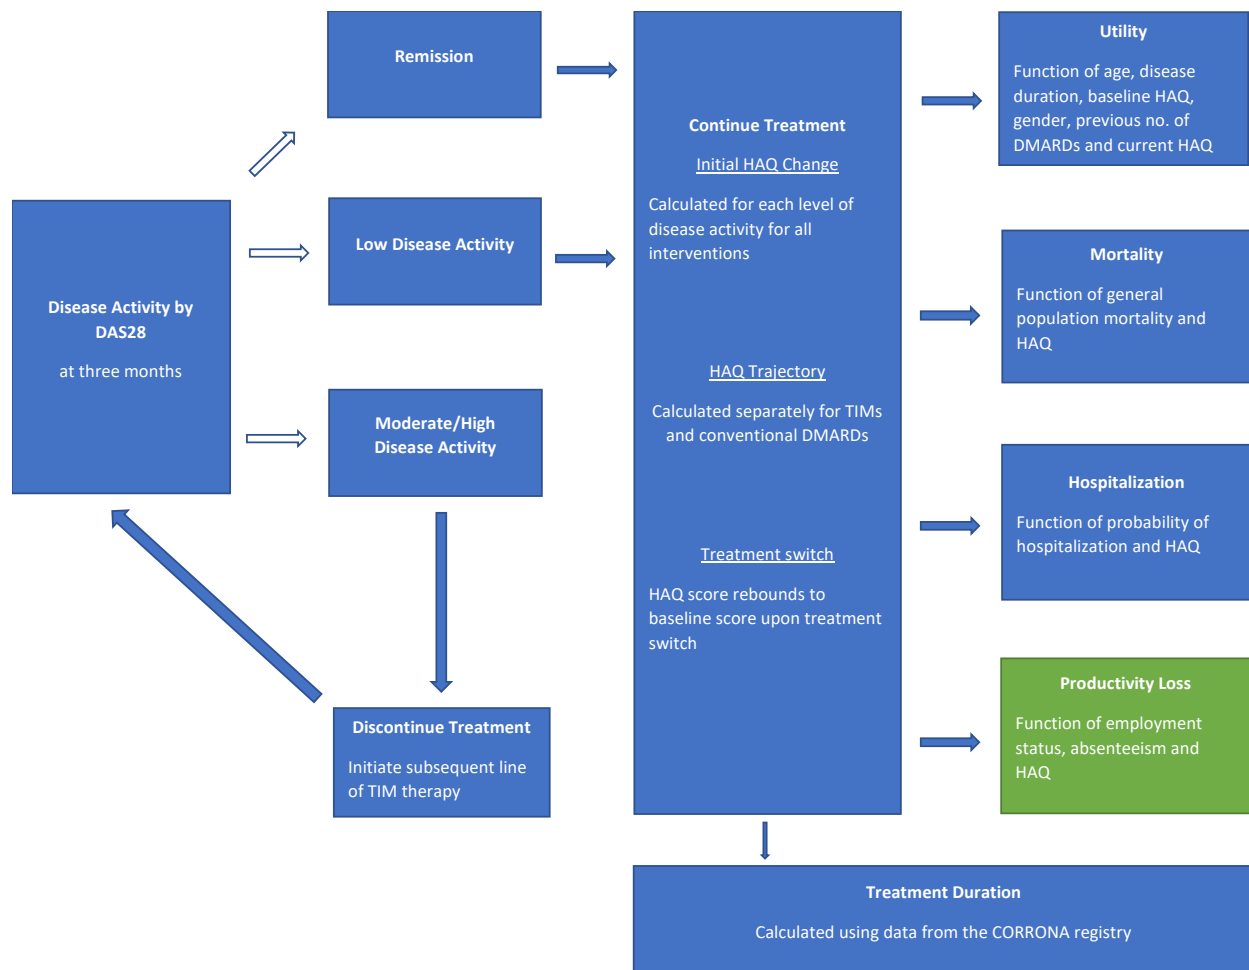 Disease Activity by
DAS28
at three months
Remission
Low Disease Activity
Moderate/High
Disease Activity
Discontinue Treatment
Initiate subsequent line
of TIM therapy
Continue Treatment
Initial HAQ Change
Calculated for each level of
disease activity for all
interventions
HAQ Trajectory
Calculated separately for TIMs
and conventional DMARDs
Treatment switch
HAQ score rebounds to
baseline score upon treatment
switch
Utility
Function of age, disease
duration, baseline HAQ,
gender, previous no. of
DMARDs and current HAQ
Mortality
Function of general
population mortality and
HAQ
Hospitalization
Function of probability of
hospitalization and HAQ
Productivity Loss
Function of employment
status, absenteeism and
HAQ
Treatment Duration
Calculated using data from the CORRONA registry